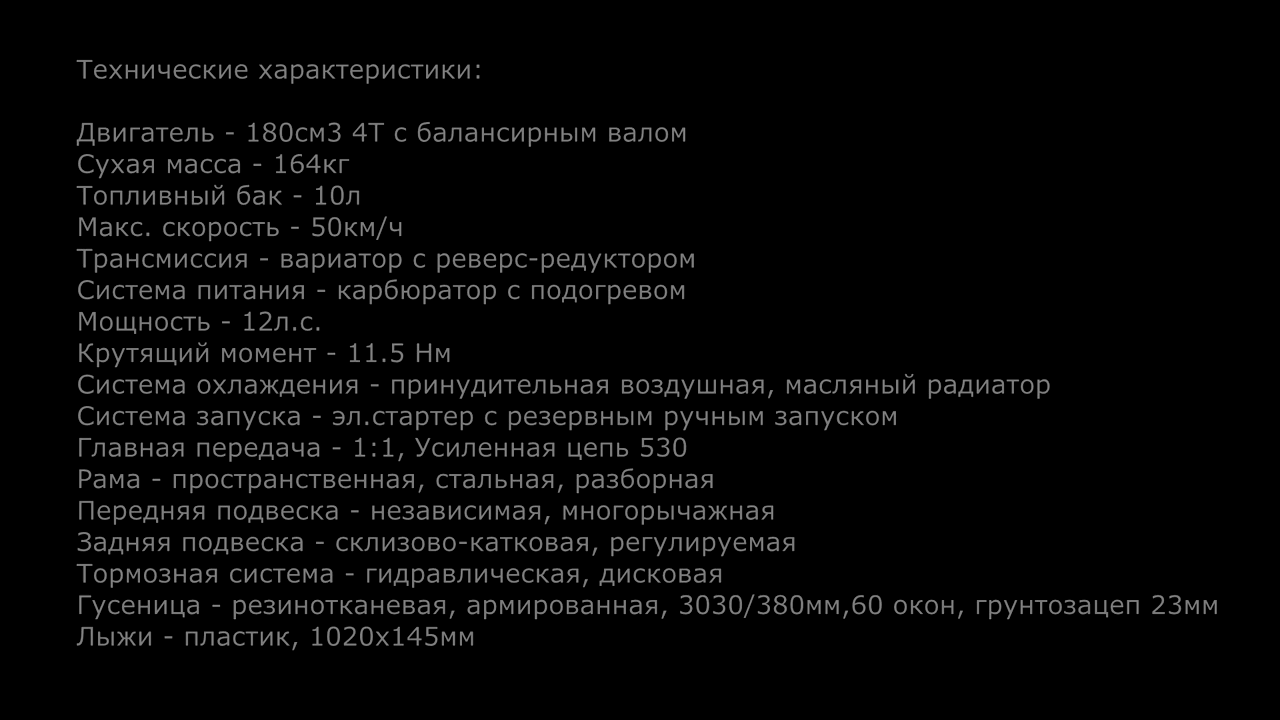 Технические характеристики:
Двигатель - 180см3 4Т с балансирным валом
Сухая масса - 164кг
Топливный бак - 10л
Макс. скорость - 50км/ч
Трансмиссия - вариатор с реверс-редуктором
Система питания - карбюратор с подогревом
Мощность - 12л.с.
Крутящий момент - 11.5 Нм
Система охлаждения - принудительная воздушная, масляный радиатор
Система запуска - эл.стартер с резервным ручным запуском
Главная передача - 1:1, Усиленная цепь 530
Рама - пространственная, стальная, разборная
Передняя подвеска - независимая, многорычажная
Задняя подвеска - склизово-катковая, регулируемая
Тормозная система - гидравлическая, дисковая
Гусеница - резинотканевая, армированная, 3030/380мм,60 окон, грунтозацеп 23мм
Лыжи - пластик, 1020х145мм